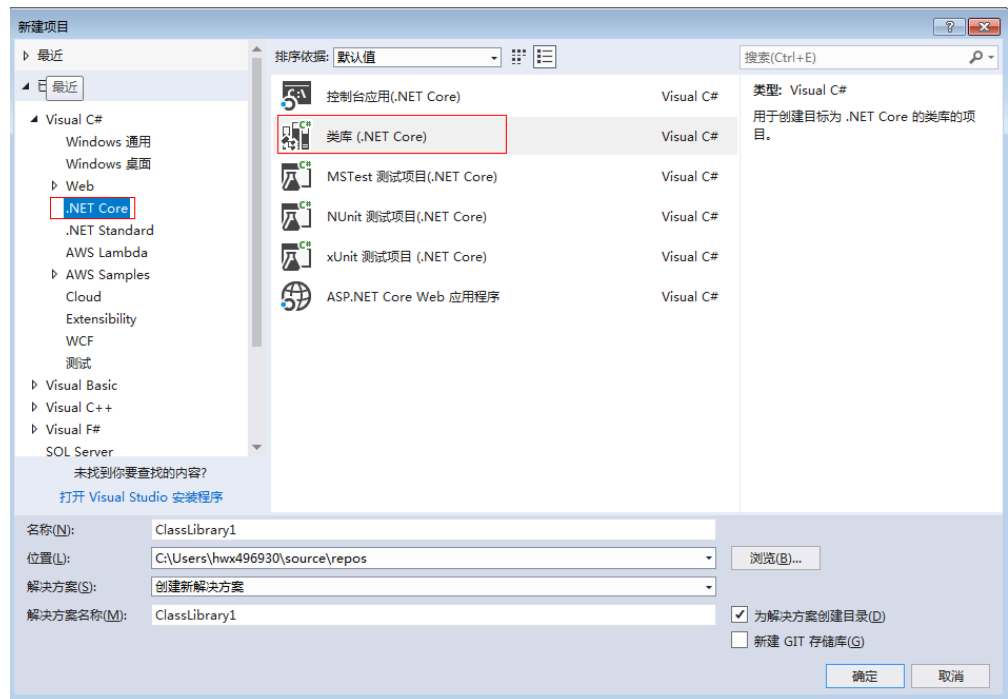 新建项目
最近
排序依据: 默认值
搜索(Ctrl+E)
最近
Visual C#
Windows 通用
Windows 桌面
Web
.NET Core
.NET Standard
AWS Lambda
AWS Samples
Cloud
Extensibility
WCF
测试
Visual Basic
Visual C++
Visual F#
SQL Server
未找到你要查找的内容?
打开 Visual Studio 安装程序
控制台应用(.NET Core) Visual C#
类库 (.NET Core) Visual C#
MSTest 测试项目(.NET Core) Visual C#
NUnit 测试项目(.NET Core) Visual C#
xUnit 测试项目 (.NET Core) Visual C#
ASP.NET Core Web 应用程序 Visual C#
类型: Visual C#
用于创建目标为 .NET Core 的类库的项
目。
名称(N): ClassLibrary1
位置(L): C:\Users\hwx496930\source\repos 浏览(B)...
解决方案(S): 创建新解决方案
解决方案名称(M): ClassLibrary1
为解决方案创建目录(D)
新建 GIT 存储库(G)
确定 取消